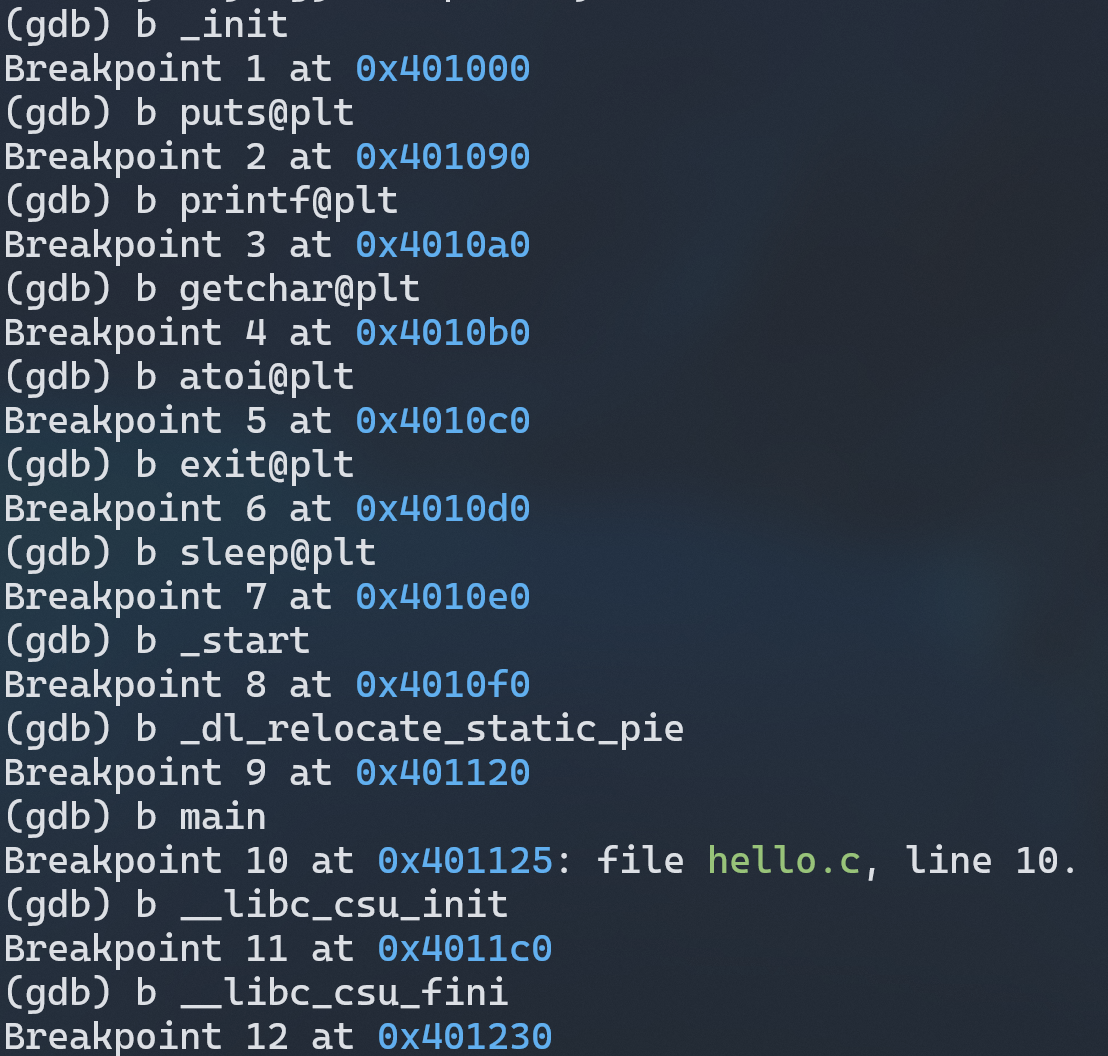 (gdb) b _init
Breakpoint 1 at 0x401000
(gdb) b puts@plt
Breakpoint 2 at 0x401090
(gdb) b printf@plt
Breakpoint 3 at 0x4010a0
(gdb) b getchar@plt
Breakpoint 4 at 0x4010b0
(gdb) b atoi@plt
Breakpoint 5 at 0x4010c0
(gdb) b exit@plt
Breakpoint 6 at 0x4010d0
(gdb) b sleep@plt
Breakpoint 7 at 0x4010e0
(gdb) b _start
Breakpoint 8 at 0x4010f0
(gdb) b _dl_relocate_static_pie
Breakpoint 9 at 0x401120
(gdb) b main
Breakpoint 10 at 0x401125: file hello.c, line 10.
(gdb) b __libc_csu_init
Breakpoint 11 at 0x4011c0
(gdb) b __libc_csu_fini
Breakpoint 12 at 0x401230